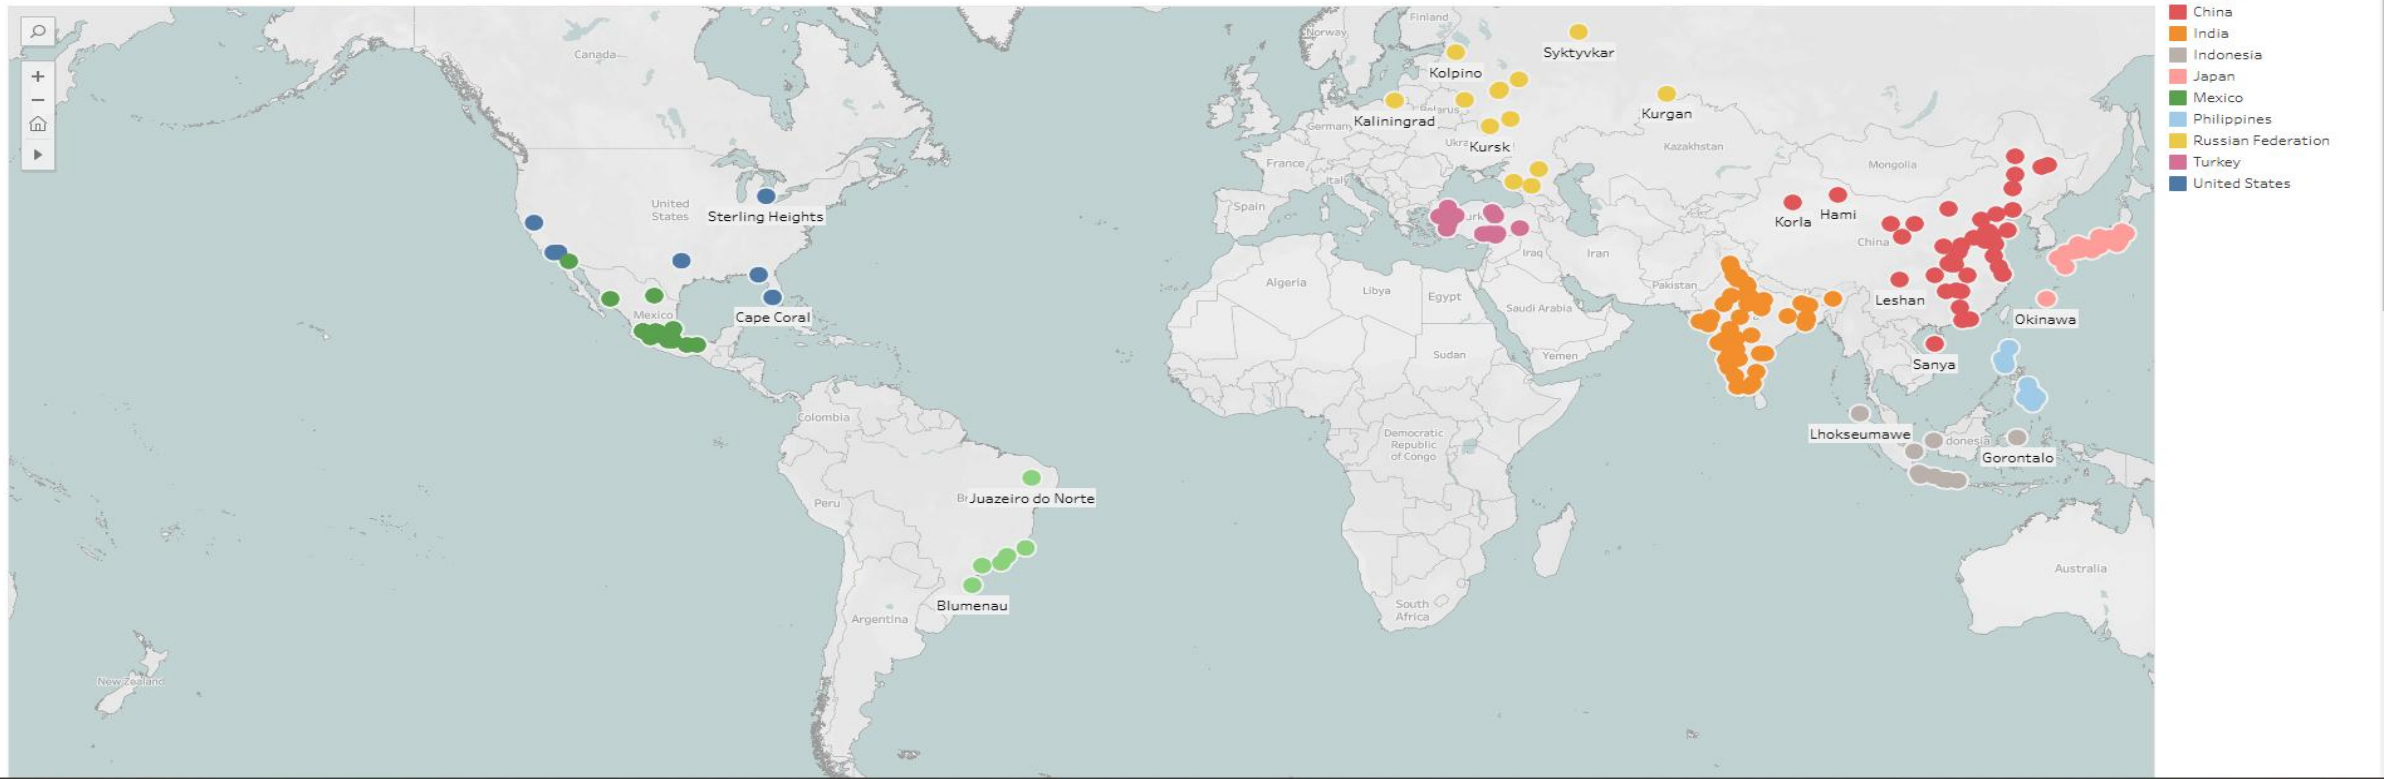 China
India
Indonesia
Japan
Mexico
Philippines
Russian Federation
Turkey
United States
Finland
Norway
Syktyvkar
Canada
Kolpino
Kaliningrad
Kurgan
Germany
Kursk
Kazakhstan
France
Mongolia
Italy
United
States
Sterling Heights
Spain
Korla
Hami
China
Iraq
Iran
Algeria
Libya
Egypt
Pakistan
Saudi Arabia
Leshan
Mexico
Cape Coral
Okinawa
Sudan
Yemen
Sanya
Colombia
Democratic
Republic
of Congo
Lhokseumawe
donesia
Gorontalo
Peru
Juazeiro do Norte
Australia
Blumenau
Argentina
South
Africa
New Zealand